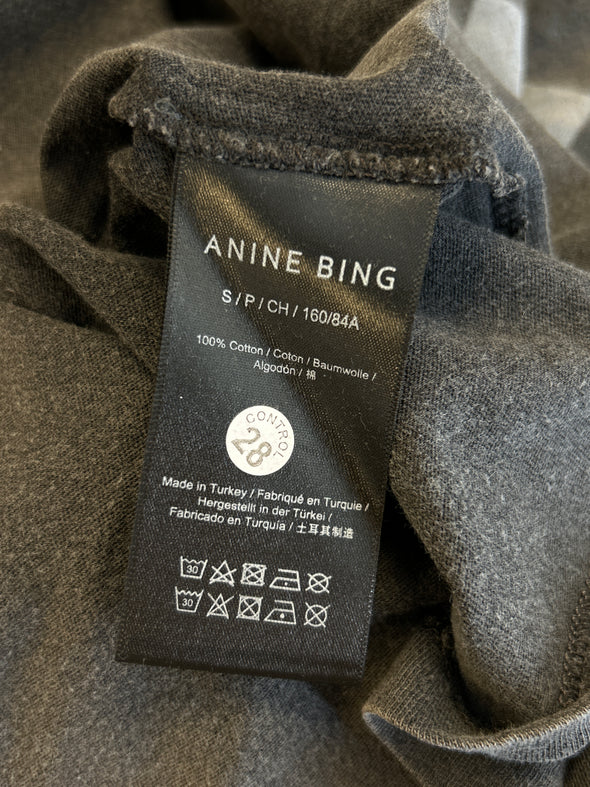 ANINE BING
S / P / CH / 160/84A
100% Cotton / Coton / Baumwolle /
Algodón / 棉
CONTROL
28
Made in Turkey / Fabriqué en Turquie /
Hergestellt in der Türkei /
Fabricado en Turquía / 土耳其制造
30
30